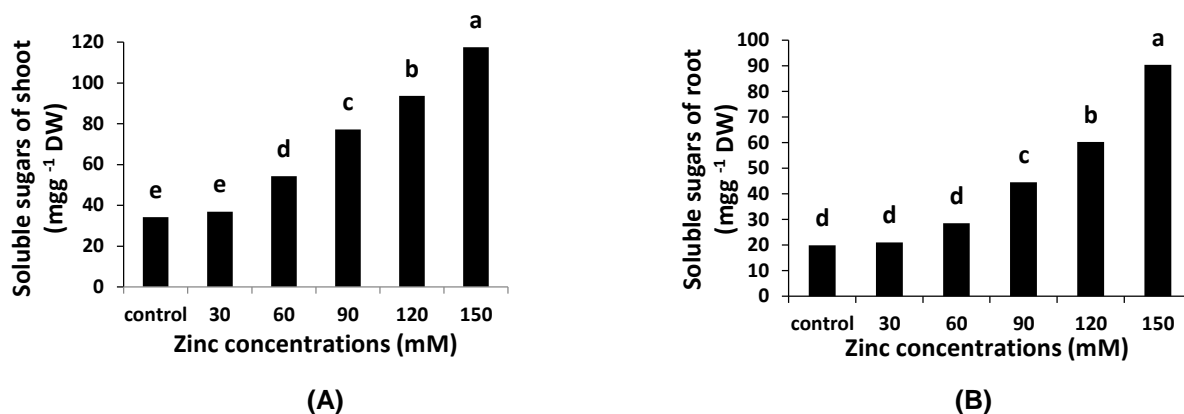 Soluble sugars of shoot
(mgg -1 DW)
120
100
80
60
40
20
0
e
e
d
c
b
a
control 30 60 90 120 150
Zinc concentrations (mM)
(A)
Soluble sugars of root
(mgg -1 DW)
100
90
80
70
60
50
40
30
20
10
0
d
d
d
c
b
a
control 30 60 90 120 150
Zinc concentrations (mM)
(B)